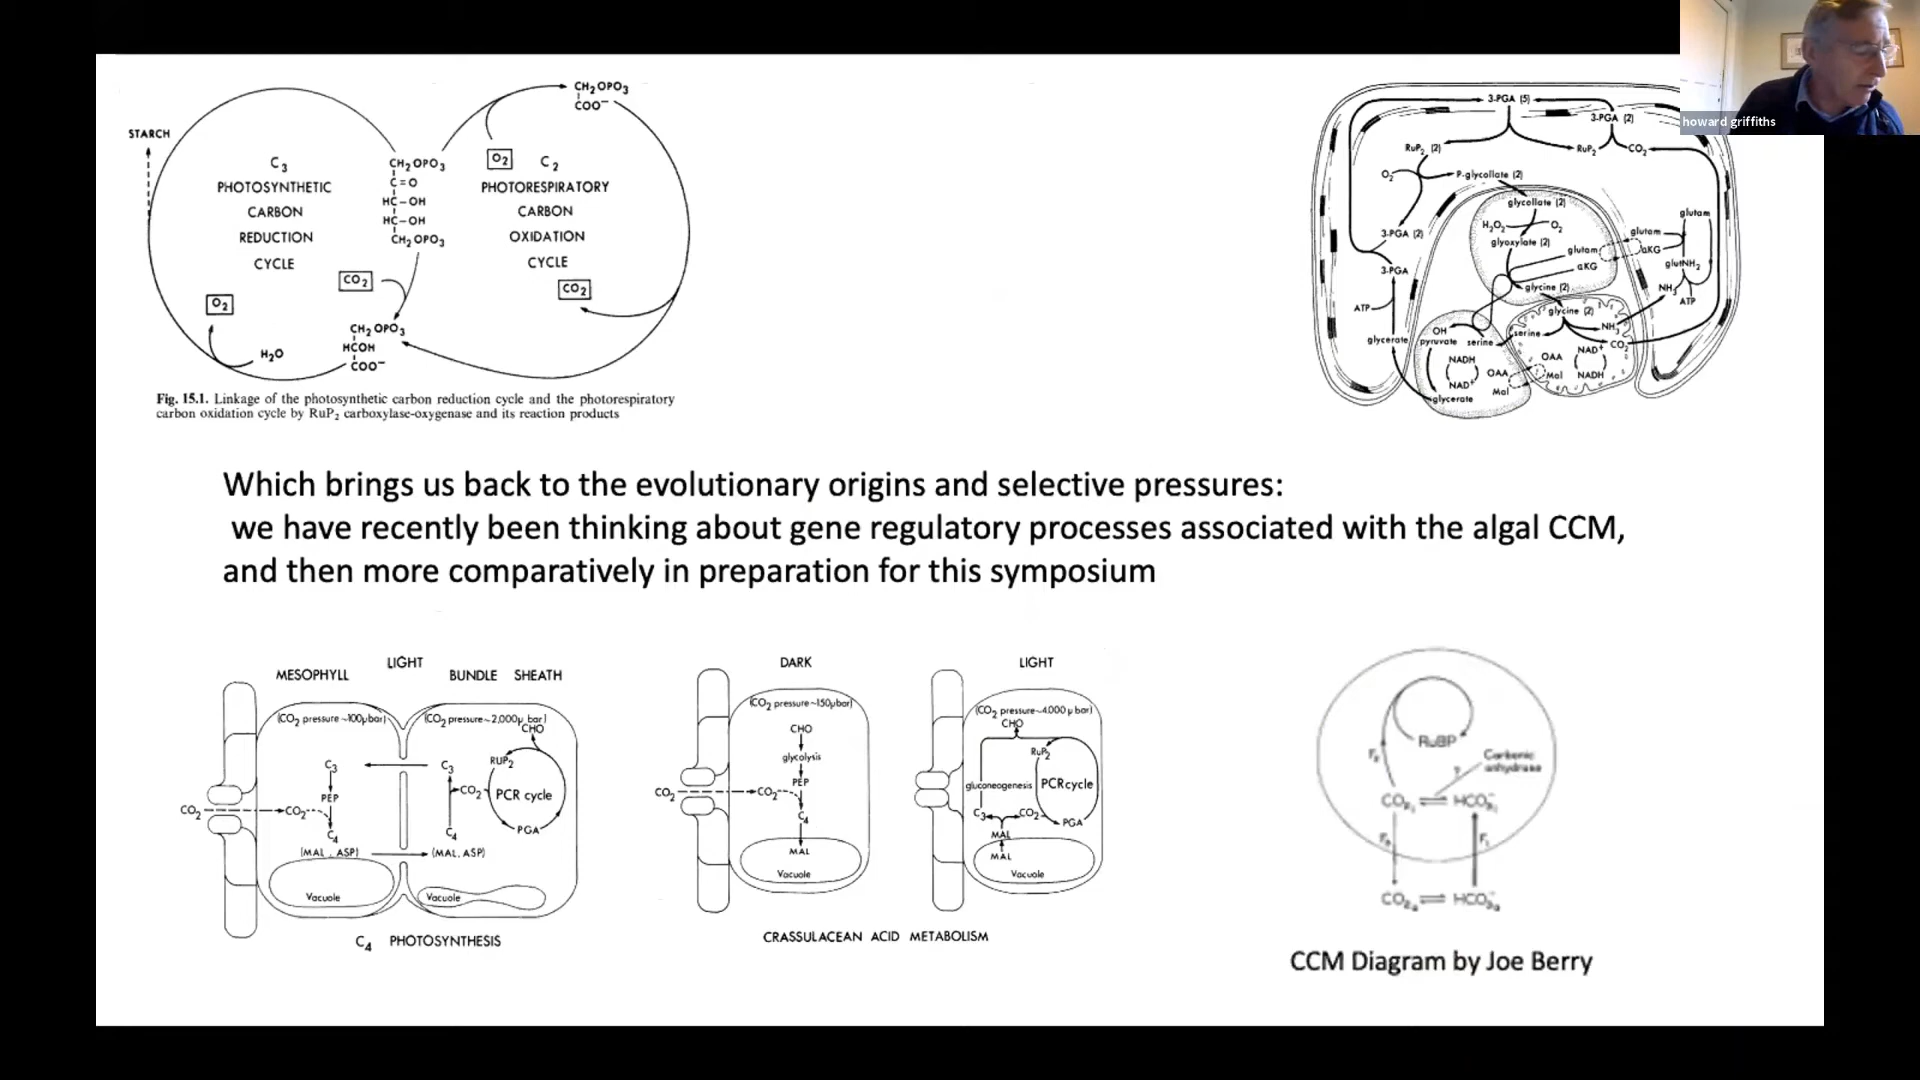 howard griffiths
STARCH
C3
PHOTOSYNTHETIC
CARBON
REDUCTION
CYCLE
O2
H2O
CO2
CH2OPO3
C=O
HC-OH
HC-OH
CH2OPO3
CH2OPO3
HCOH
COO-
O2
C2
PHOTORESPIRATORY
CARBON
OXIDATION
CYCLE
CO2
CH2OPO3
COO-
Fig. 15.1. Linkage of the photosynthetic carbon reduction cycle and the photorespiratory
carbon oxidation cycle by RuP2 carboxylase-oxygenase and its reaction products
3-PGA (5)
3-PGA (2)
RuP2 (2)
RuP2
CO2
O2
P-glycollate (2)
glycollate (2)
H2O2
O2
glyoxylate (2)
3-PGA (2)
glutam
glutam
glutam
αKG
αKG
glutNH2
3-PGA
glycine (2)
NH3
ATP
ATP
glycine (2)
OH
pyruvate
serine
serine
NH3
CO2
glycerate
NADH
NAD+
OAA
Mal
OAA
Mal
NAD+
NADH
glycerate
Which brings us back to the evolutionary origins and selective pressures:
we have recently been thinking about gene regulatory processes associated with the algal CCM,
and then more comparatively in preparation for this symposium
LIGHT
MESOPHYLL
BUNDLE SHEATH
(CO2 pressure~100μbar)
(CO2 pressure~2,000μ bar)
CHO
C3
C3
RUP2
PEP
CO2
PCR cycle
CO2
CO2
C4
C4
PGA
(MAL, ASP)
(MAL, ASP)
Vacuole
Vacuole
C4 PHOTOSYNTHESIS
DARK
(CO2 pressure~150μbar)
CHO
glycolysis
PEP
CO2
CO2
C4
MAL
Vacuole
LIGHT
(CO2 pressure~4,000 μ bar)
CHO
RuP2
gluconeogenesis
PCR cycle
C3
CO2
PGA
MAL
MAL
Vacuole
CRASSULACEAN ACID METABOLISM
RuBP
Carbonic
anhydrase
?
CO2i
HCO3i-
CO2a
HCO3a-
CCM Diagram by Joe Berry